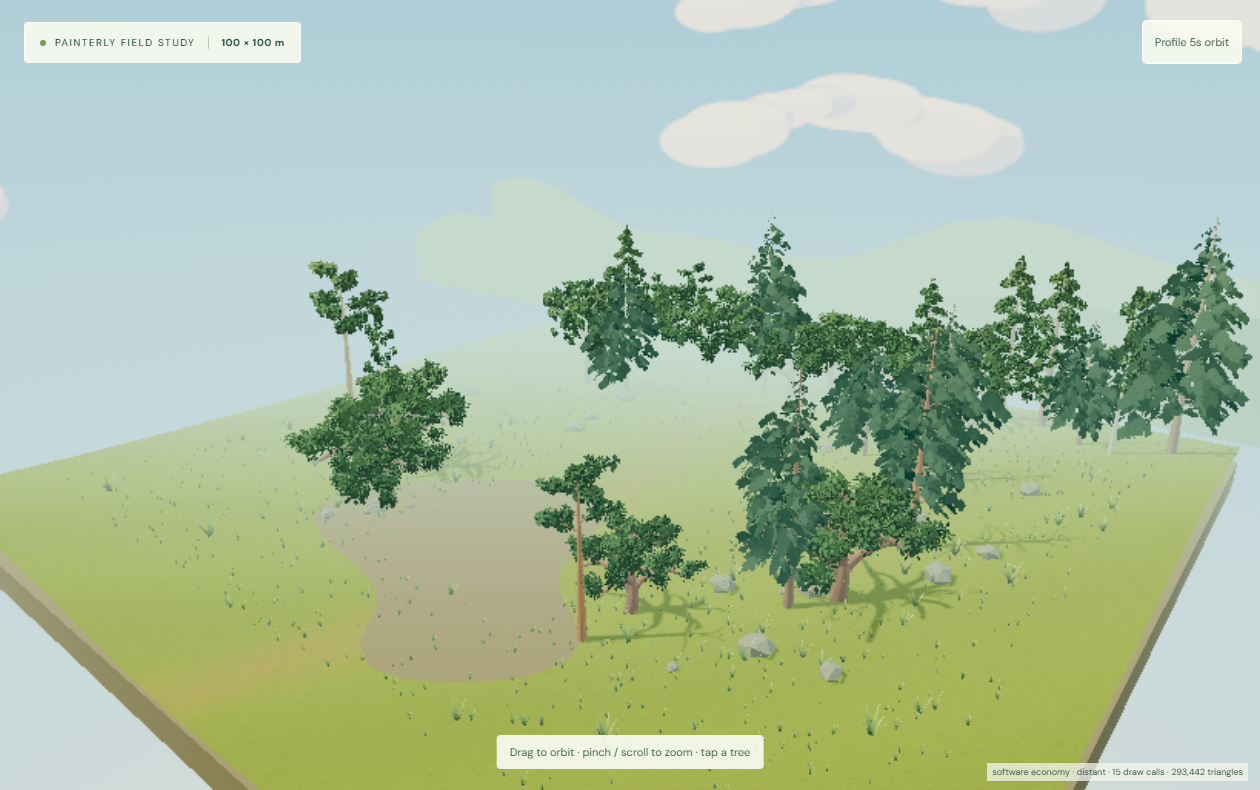 PAINTERLY FIELD STUDY 100 × 100 m
Profile 5s orbit
Drag to orbit · pinch / scroll to zoom · tap a tree
software economy · distant · 15 draw calls · 293,442 triangles